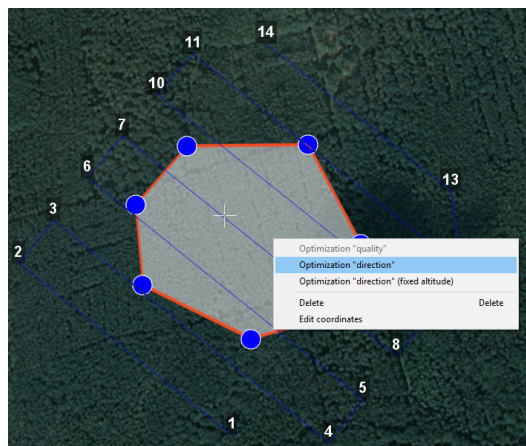 14
11
10
7
6
13
3
2
Optimization "quality"
Optimization "direction"
Optimization "direction" (fixed altitude)
Delete Delete
Edit coordinates
8
5
1
4